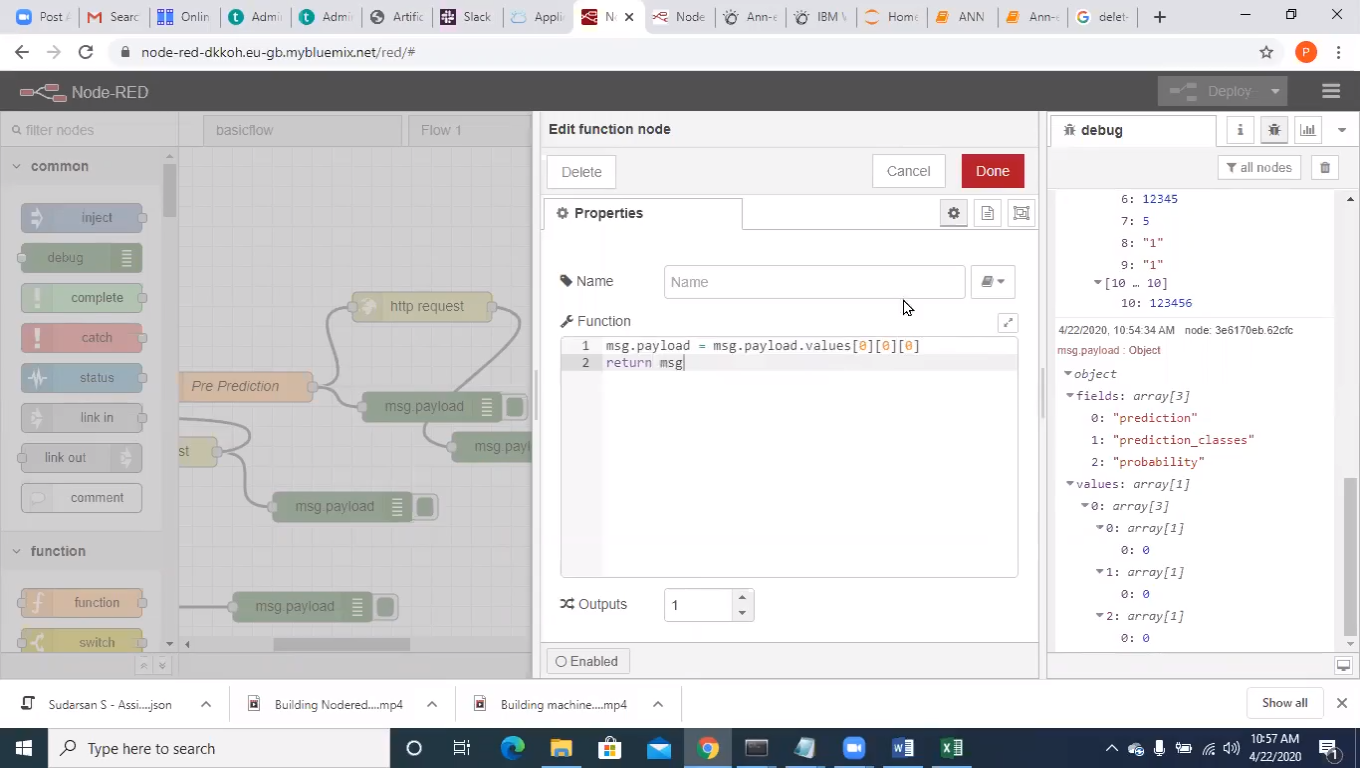 Post A
Searc
Onlin
Admi
Admi
Artific
Slack
Appli
No
Node
Ann-e
IBM V
Home
ANN
Ann-e
delet-
node-red-dkkoh.eu-gb.mybluemix.net/red/#
P
Node-RED
Deploy
filter nodes
basicflow
Flow 1
Edit function node
debug
i
common
Delete
Cancel
Done
all nodes
inject
debug
complete
catch
status
link in
link out
comment
function
function
switch
http request
Pre Prediction
msg.payload
msg.payl
st
msg.payload
msg.payload
Properties
Name
Name
Function
1 msg.payload = msg.payload.values[0][0][0]
2 return msg
Outputs
1
Enabled
6: 12345
7: 5
8: "1"
9: "1"
[10 … 10]
10: 123456
4/22/2020, 10:54:34 AM node: 3e6170eb.62cfc
msg.payload : Object
object
fields: array[3]
0: "prediction"
1: "prediction_classes"
2: "probability"
values: array[1]
0: array[3]
0: array[1]
0: 0
1: array[1]
0: 0
2: array[1]
0: 0
Sudarsan S - Assi....json
Building Nodered....mp4
Building machine....mp4
Show all
Type here to search
10:57 AM
4/22/2020
1